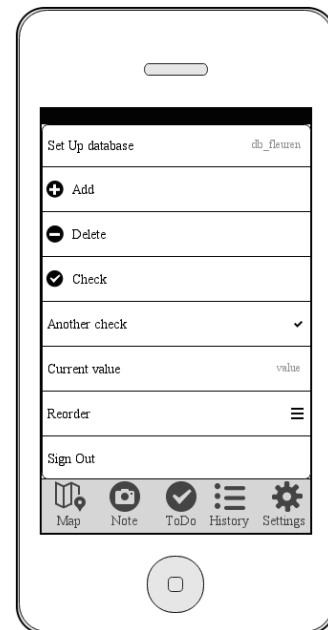 Set Up database db_fleuren
Add
Delete
Check
Another check
Current value value
Reorder
Sign Out
Map Note ToDo History Settings